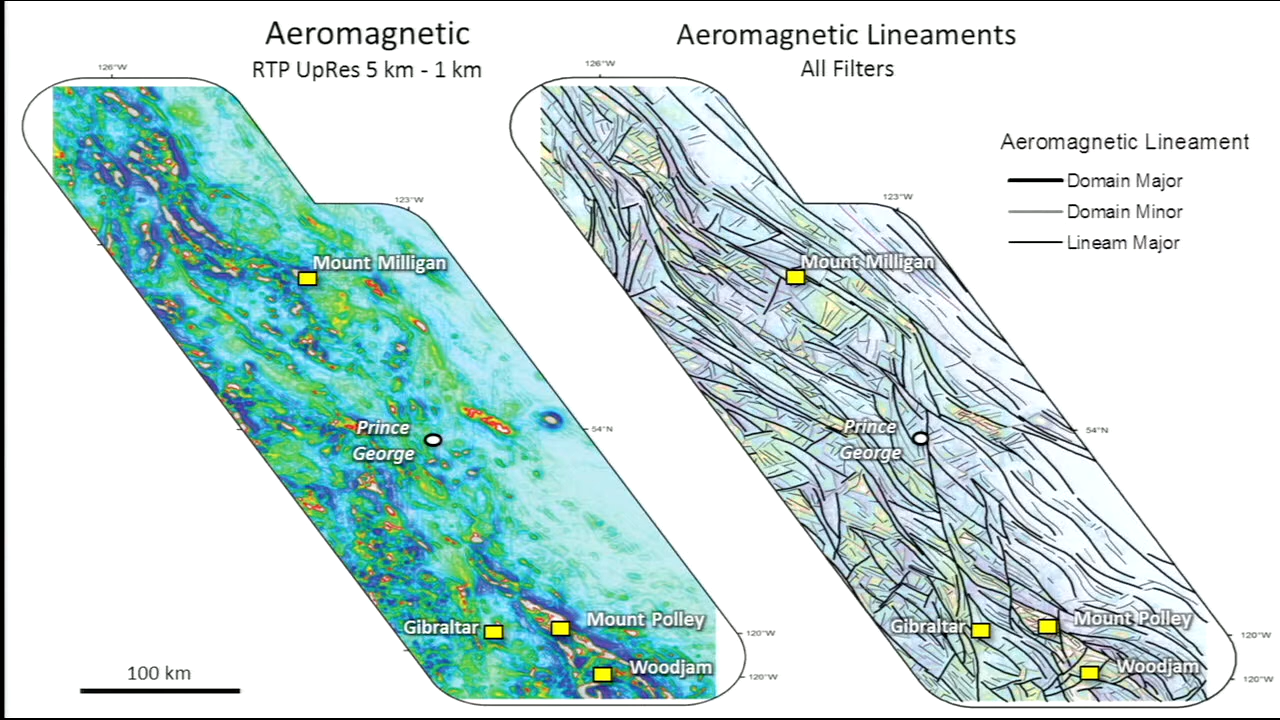 Aeromagnetic
RTP UpRes 5 km - 1 km
126°W
123°W
Mount Milligan
Prince
George
54°N
Gibraltar
Mount Polley
Woodjam
120°W
120°W
100 km
Aeromagnetic Lineaments
All Filters
126°W
123°W
Mount Milligan
Prince
George
54°N
Gibraltar
Mount Polley
Woodjam
120°W
120°W
Aeromagnetic Lineament
Domain Major
Domain Minor
Lineam Major